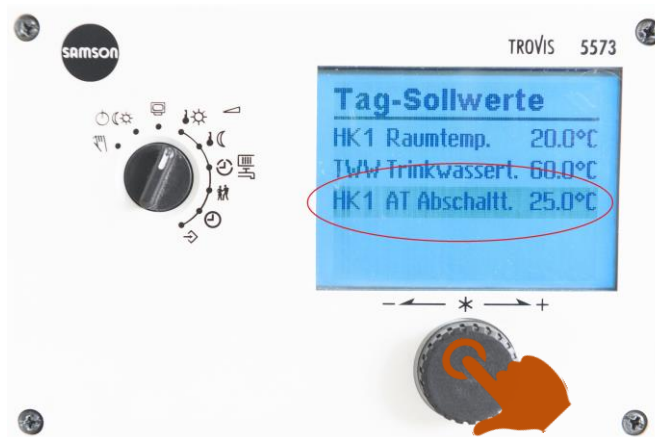 SAMSON
TROVIS 5573
Tag-Sollwerte
HK1 Raumtemp. 20.0°C
TWW Trinkwassert. 60.0°C
HK1 AT Abschaltt. 25.0°C
- * +